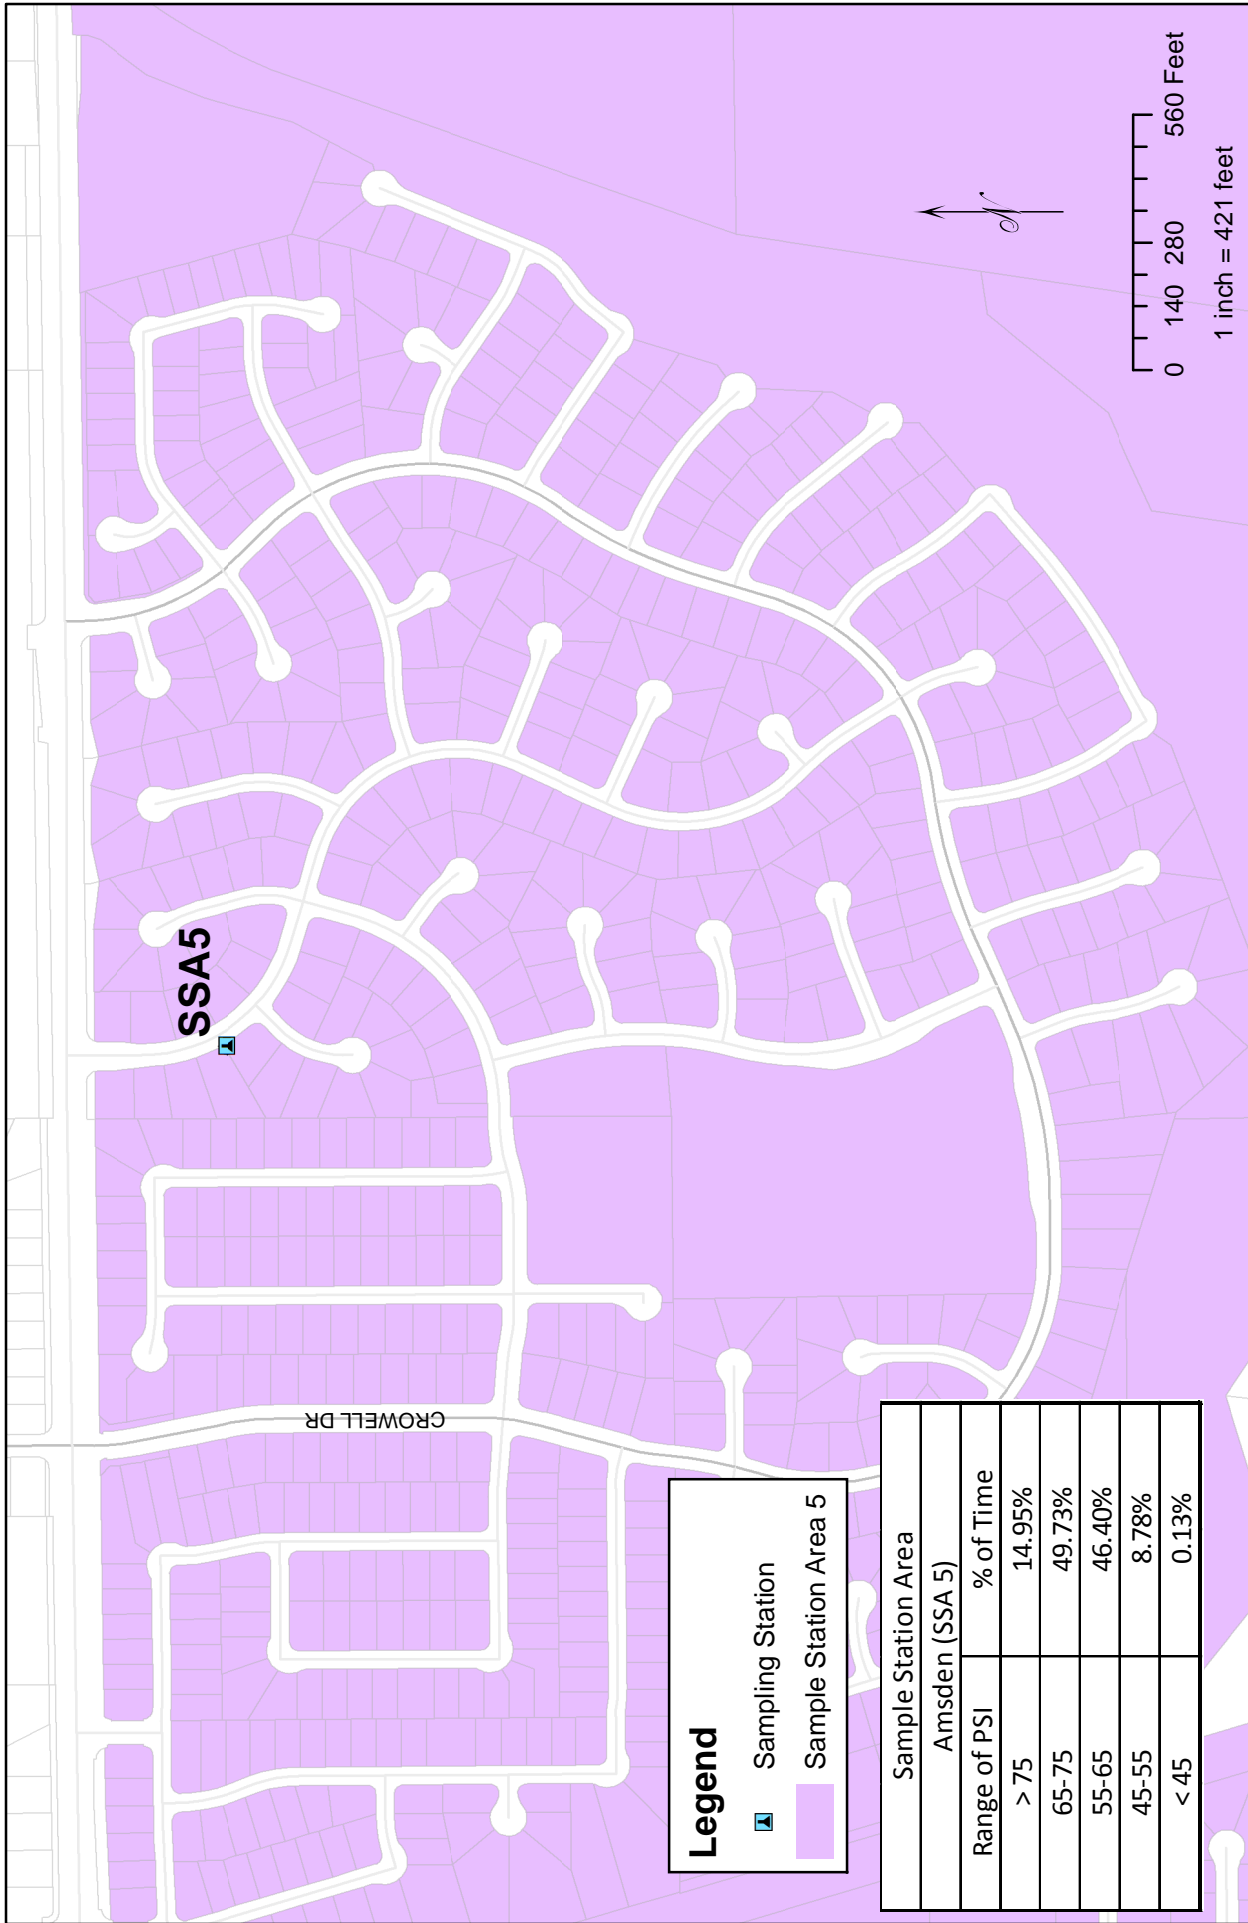 SSA5
CROWELL DR
Legend
Sampling Station
Sample Station Area 5
Sample Station Area
Amsden (SSA 5)
Range of PSI % of Time
> 75 14.95%
65-75 49.73%
55-65 46.40%
45-55 8.78%
< 45 0.13%
N
0 140 280 560 Feet
1 inch = 421 feet